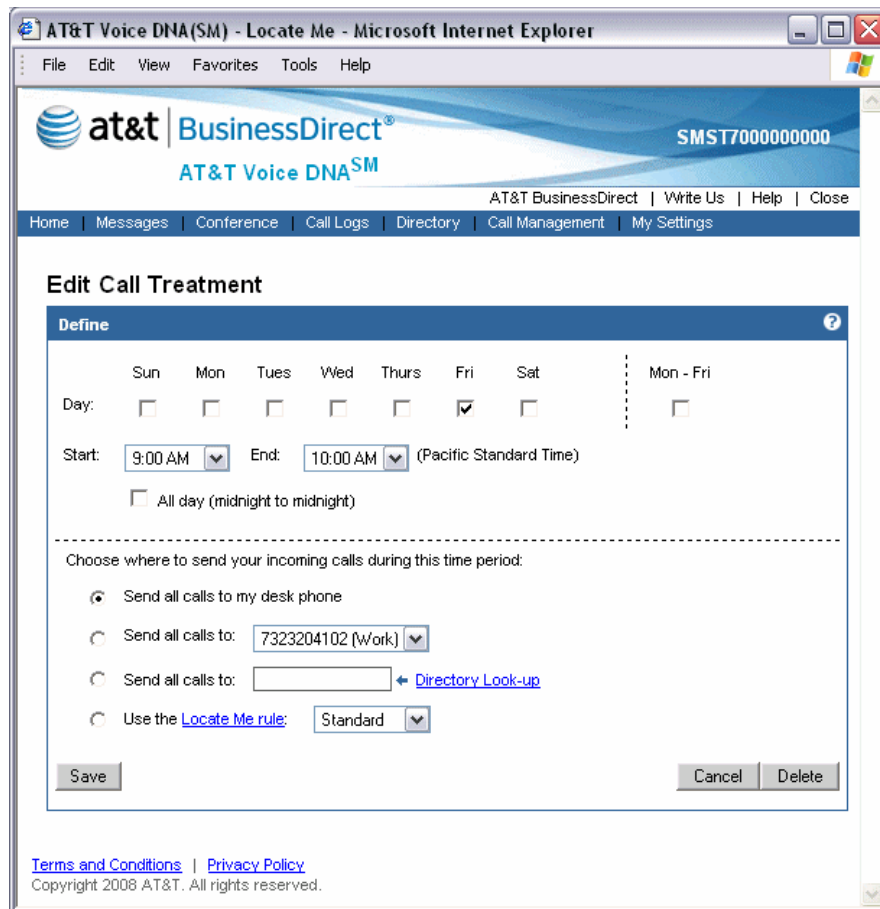 AT&T Voice DNA(SM) - Locate Me - Microsoft Internet Explorer
File Edit View Favorites Tools Help
at&t BusinessDirect®
SMST7000000000
AT&T Voice DNASM
AT&T BusinessDirect | Write Us | Help | Close
Home | Messages | Conference | Call Logs | Directory | Call Management | My Settings
Edit Call Treatment
Define ?
Sun Mon Tues Wed Thurs Fri Sat Mon - Fri
Day:
Start: 9:00 AM End: 10:00 AM (Pacific Standard Time)
All day (midnight to midnight)
Choose where to send your incoming calls during this time period:
Send all calls to my desk phone
Send all calls to: 7323204102 (Work)
Send all calls to: Directory Look-up
Use the Locate Me rule: Standard
Save Cancel Delete
Terms and Conditions | Privacy Policy
Copyright 2008 AT&T. All rights reserved.